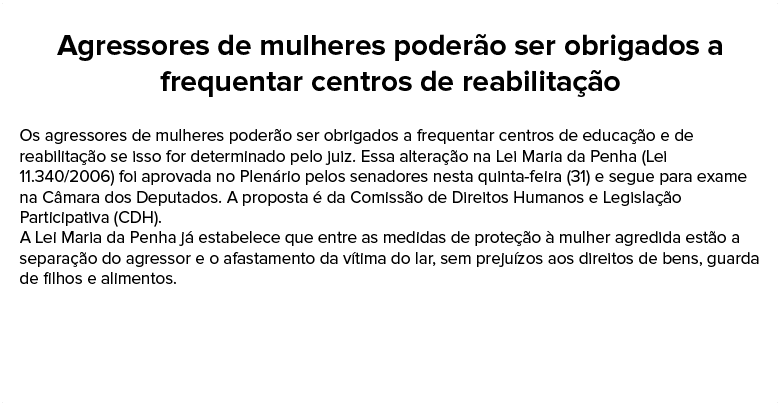 Agressores de mulheres poderão ser obrigados a
frequentar centros de reabilitação
Os agressores de mulheres poderão ser obrigados a frequentar centros de educação e de
reabilitação se isso for determinado pelo juiz. Essa alteração na Lei Maria da Penha (Lei
11.340/2006) foi aprovada no Plenário pelos senadores nesta quinta-feira (31) e segue para exame
na Câmara dos Deputados. A proposta é da Comissão de Direitos Humanos e Legislação
Participativa (CDH).
A Lei Maria da Penha já estabelece que entre as medidas de proteção à mulher agredida estão a
separação do agressor e o afastamento da vítima do lar, sem prejuízos aos direitos de bens, guarda
de filhos e alimentos.